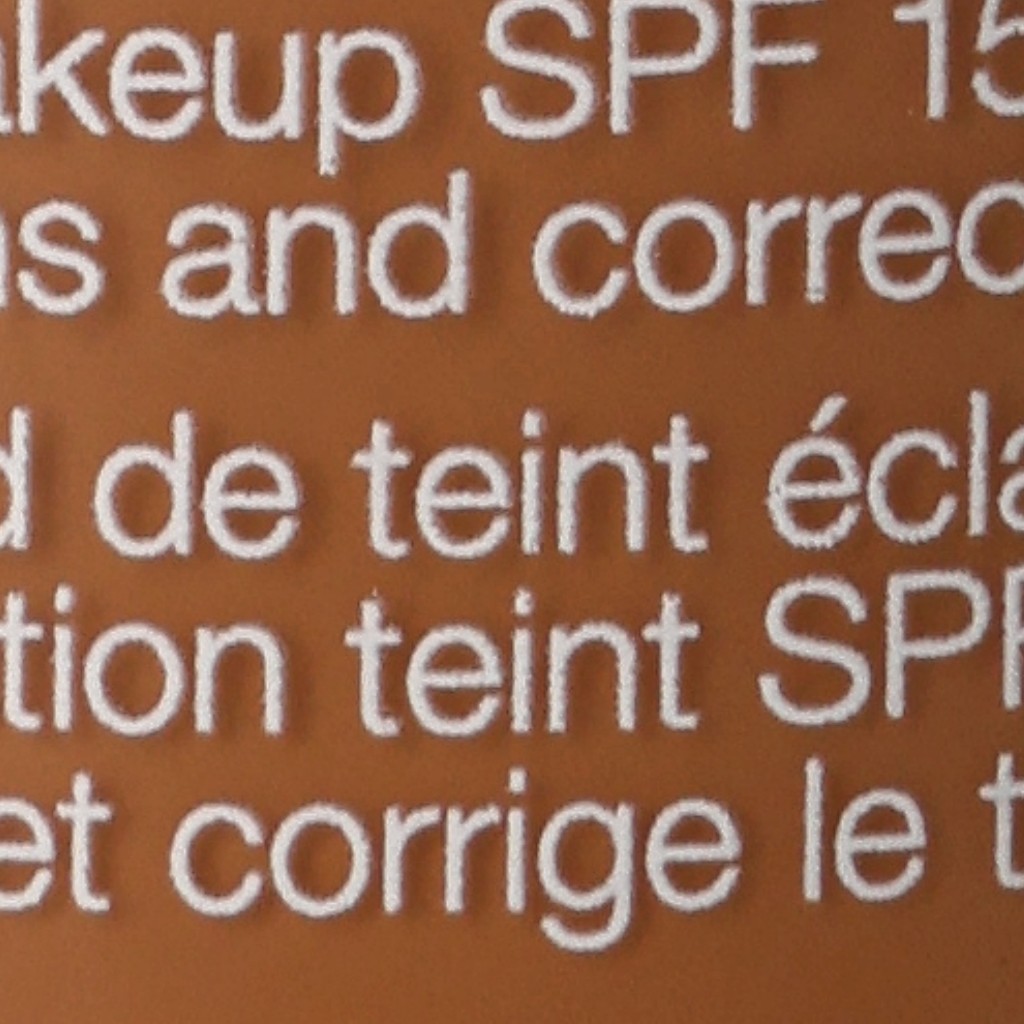 akeup SPF 15
ns and correc
d de teint écla
tion teint SPF
et corrige le t